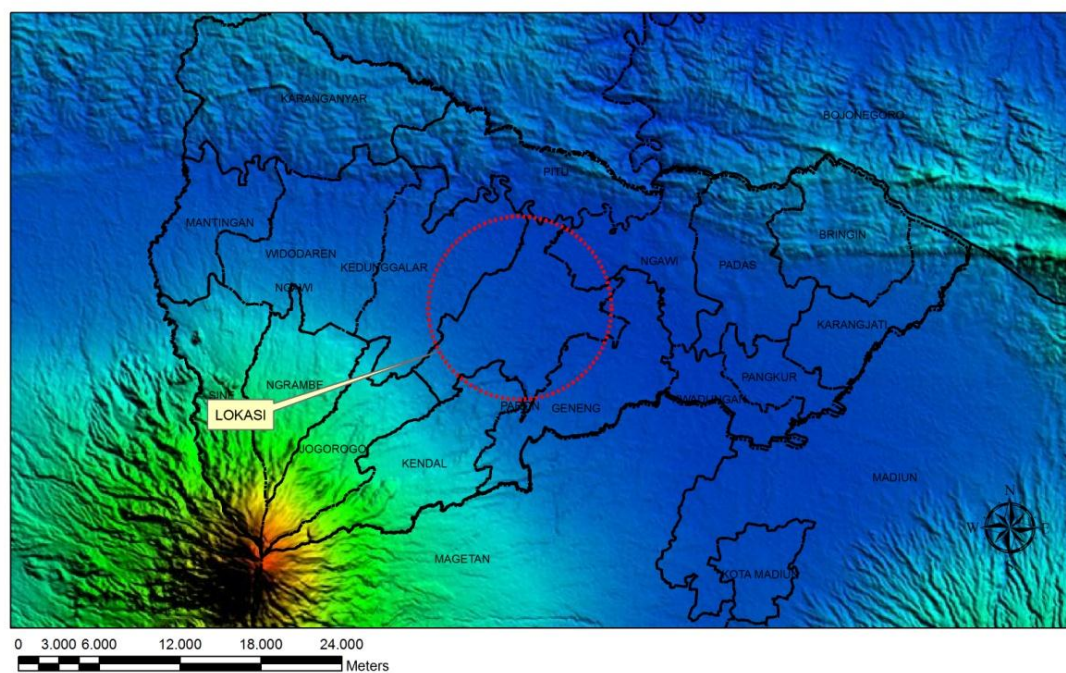 KARANGANYAR
BOJONEGORO
PITU
MANTINGAN
BRINGIN
WIDODAREN
NGAWI
PADAS
KEDUNGGALAR
NGAWI
KARANGJATI
PANGKUR
NGRAMBE
SINE
LOKASI
GENENG
JOGOROGO
KENDAL
MADIUN
N
W
MAGETAN
KOTA MADIUN
0 3.000 6.000 12.000 18.000 24.000
Meters